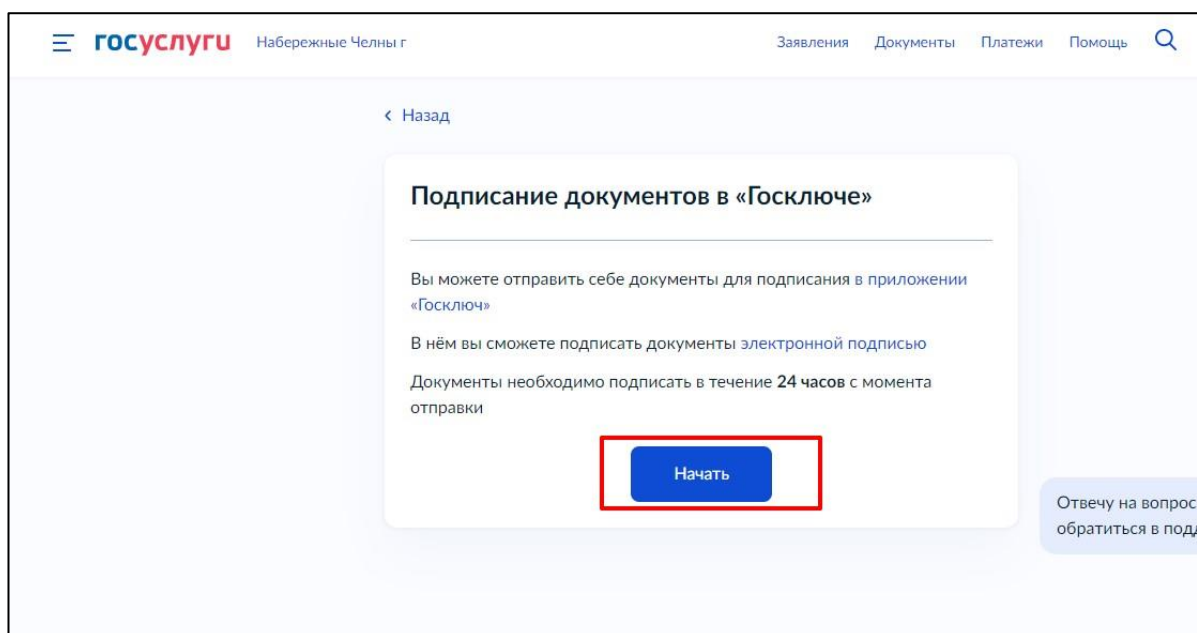 госуслуги Набережные Челны г Заявления Документы Платежи Помощь
Назад
Подписание документов в «Госключе»
Вы можете отправить себе документы для подписания в приложении
«Госключ»
В нём вы сможете подписать документы электронной подписью
Документы необходимо подписать в течение 24 часов с момента
отправки
Начать
Отвечу на вопрос
обратиться в под